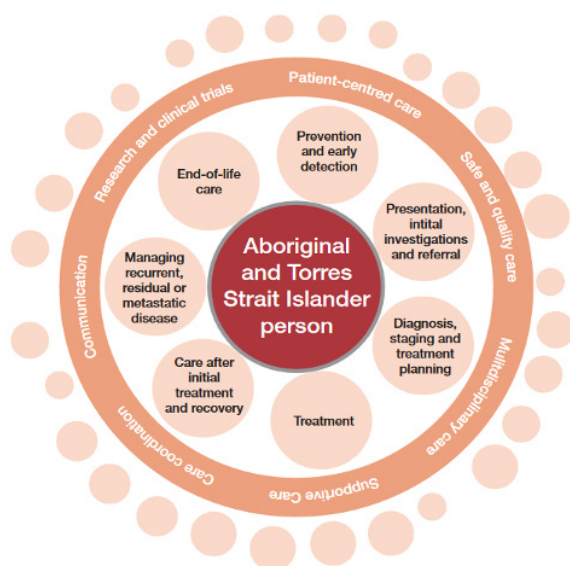 Aboriginal
and Torres
Strait Islander
person
Prevention
and early
detection
Presentation,
intital
investigations
and referral
Diagnosis,
staging and
treatment
planning
Treatment
Care after
initial
treatment
and recovery
Managing
recurrent,
residual or
metastatic
disease
End-of-life
care
Patient-centred care
Safe and quality care
Mulitdisciplinary care
Supportive Care
Care coordination
Communication
Research and clinical trials